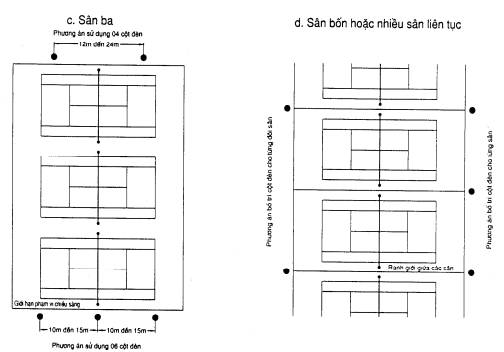 c. Sân ba
Phương án sử dụng 04 cột đèn
12m đến 24m
Giới hạn phạm vi chiếu sáng
10m đến 15m
10m đến 15m
Phương án sử dụng 06 cột đèn
d. Sân bốn hoặc nhiều sân liên tục
Phương án bố trí cột đèn cho từng đôi sân
Phương án bố trí cột đèn cho từng sân
Ranh giới giữa các sân